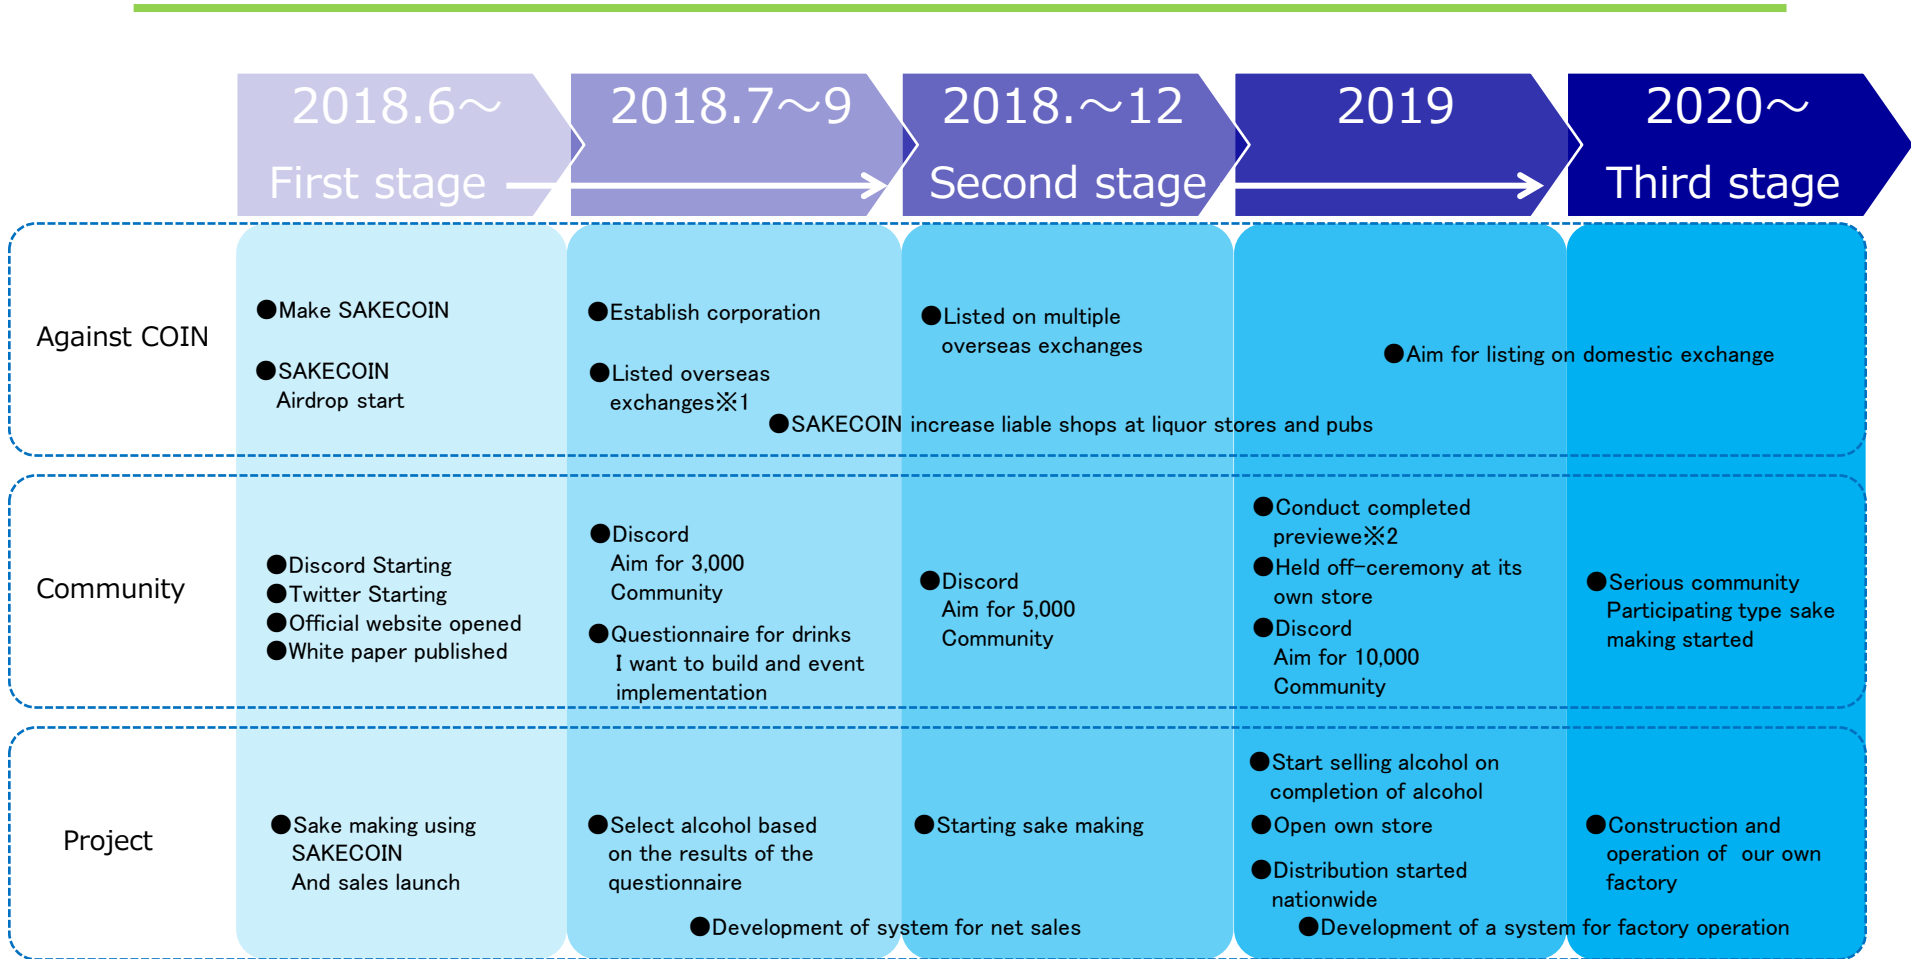 2018.6～
First stage
2018.7～9
2018.～12
Second stage
2019
2020～
Third stage
Against COIN
●Make SAKECOIN
●SAKECOIN
Airdrop start
●Establish corporation
●Listed overseas
exchanges※1
●Listed on multiple
overseas exchanges
●Aim for listing on domestic exchange
●SAKECOIN increase liable shops at liquor stores and pubs
Community
●Discord Starting
●Twitter Starting
●Official website opened
●White paper published
●Discord
Aim for 3,000
Community
●Questionnaire for drinks
I want to build and event
implementation
●Discord
Aim for 5,000
Community
●Conduct completed
previewe※2
●Held off-ceremony at its
own store
●Discord
Aim for 10,000
Community
●Serious community
Participating type sake
making started
Project
●Sake making using
SAKECOIN
And sales launch
●Select alcohol based
on the results of the
questionnaire
●Starting sake making
●Start selling alcohol on
completion of alcohol
●Open own store
●Distribution started
nationwide
●Construction and
operation of our own
factory
●Development of system for net sales
●Development of a system for factory operation